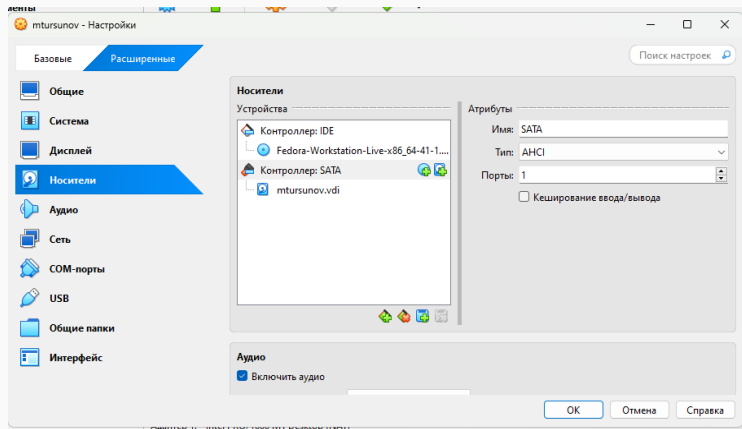 менты
mtursunov - Настройки
Базовые
Расширенные
Поиск настроек
Общие
Система
Дисплей
Носители
Аудио
Сеть
COM-порты
USB
Общие папки
Интерфейс
Носители
Устройства
Контроллер: IDE
Fedora-Workstation-Live-x86_64-41-1....
Контроллер: SATA
mtursunov.vdi
Атрибуты
Имя: SATA
Тип: AHCI
Порты: 1
Кеширование ввода/вывода
Аудио
Включить аудио
OK
Отмена
Справка